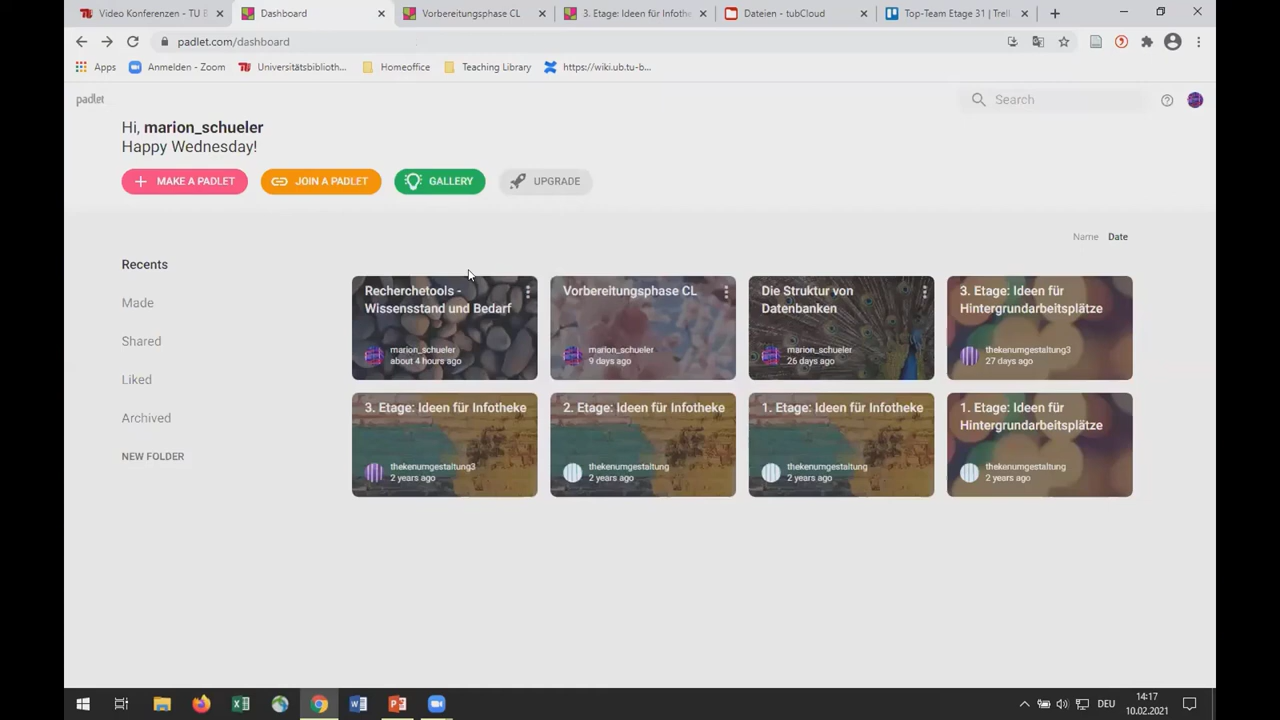 Video Konferenzen - TU B
Dashboard
Vorbereitungsphase CL
3. Etage: Ideen für Infothe
Dateien - tubCloud
Top-Team Etage 31 | Trell
padlet.com/dashboard
Apps
Anmelden - Zoom
Universitätsbiblioth...
Homeoffice
Teaching Library
https://wiki.ub.tu-b...
padlet
Search
Hi, marion_schueler
Happy Wednesday!
MAKE A PADLET
JOIN A PADLET
GALLERY
UPGRADE
Name Date
Recents
Made
Shared
Liked
Archived
NEW FOLDER
Recherchetools -
Wissensstand und Bedarf
marion_schueler
about 4 hours ago
Vorbereitungsphase CL
marion_schueler
9 days ago
Die Struktur von
Datenbanken
marion_schueler
26 days ago
3. Etage: Ideen für
Hintergrundarbeitsplätze
thekenumgestaltung3
27 days ago
3. Etage: Ideen für Infotheke
thekenumgestaltung3
2 years ago
2. Etage: Ideen für Infotheke
thekenumgestaltung
2 years ago
1. Etage: Ideen für Infotheke
thekenumgestaltung
2 years ago
1. Etage: Ideen für
Hintergrundarbeitsplätze
thekenumgestaltung
2 years ago
DEU
14:17
10.02.2021